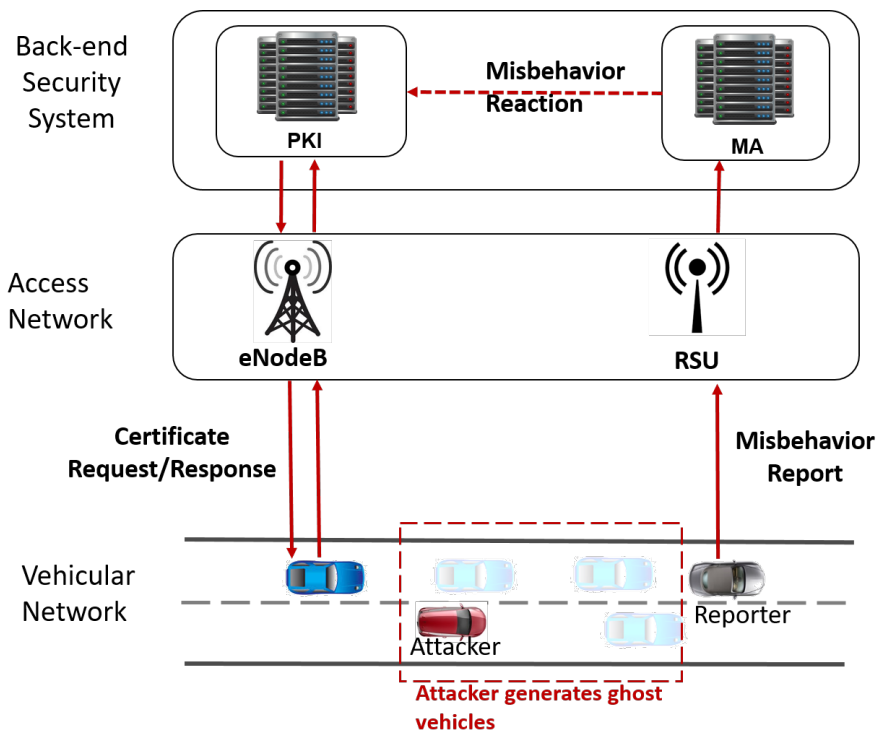 Back-end
Security
System
PKI
Misbehavior
Reaction
MA
Access
Network
eNodeB
RSU
Certificate
Request/Response
Misbehavior
Report
Vehicular
Network
Attacker
Reporter
Attacker generates ghost
vehicles